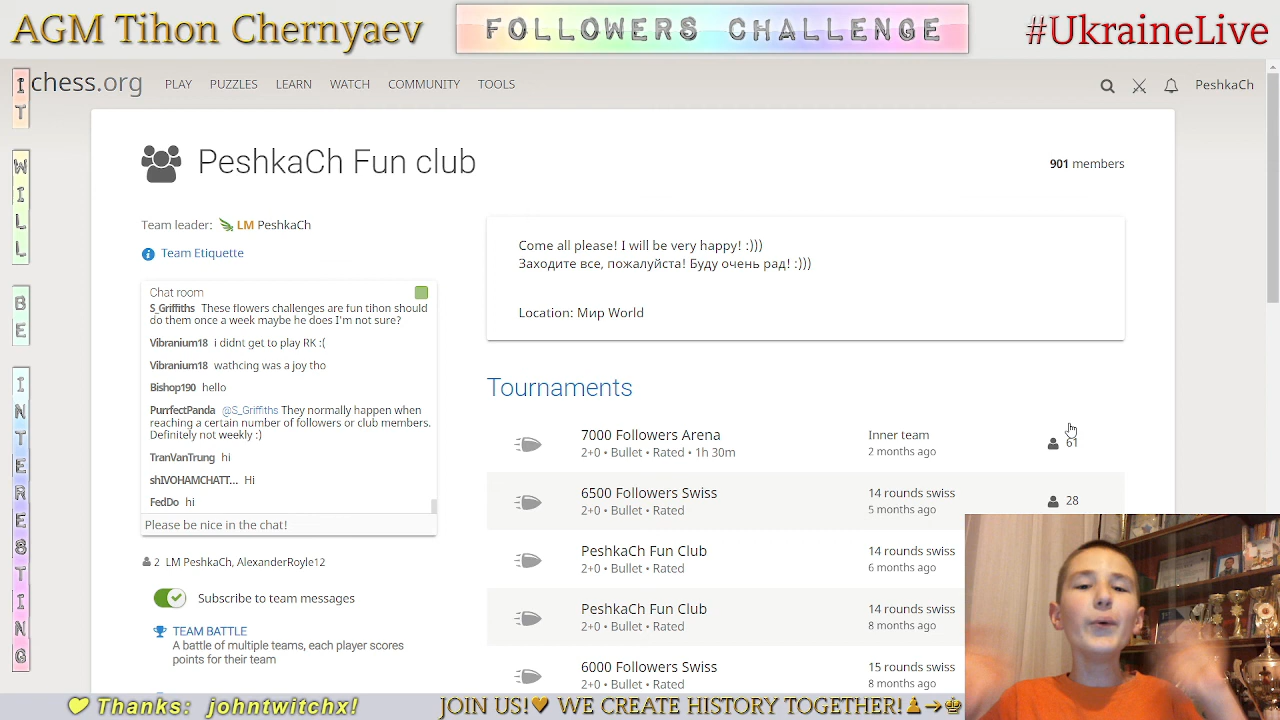 AGM Tihon Chernyaev
FOLLOWERS CHALLENGE
#UkraineLive
IT
WILL
BE
INTERESTING
chess.org
PLAY
PUZZLES
LEARN
WATCH
COMMUNITY
TOOLS
PeshkaCh
PeshkaCh Fun club
901 members
Team leader: LM PeshkaCh
Team Etiquette
Come all please! I will be very happy! :)))
Заходите все, пожалуйста! Буду очень рад! :)))
Location: Мир World
Chat room
S_Griffiths These flowers challenges are fun tihon should
do them once a week maybe he does I'm not sure?
Vibranium18 i didnt get to play RK :(
Vibranium18 wathcing was a joy tho
Bishop190 hello
PurrfectPanda @S_Griffiths They normally happen when
reaching a certain number of followers or club members.
Definitely not weekly :)
TranVanTrung hi
shIVOHAMCHATT... Hi
FedDo hi
Please be nice in the chat!
2 LM PeshkaCh, AlexanderRoyle12
Subscribe to team messages
TEAM BATTLE
A battle of multiple teams, each player scores
points for their team
Tournaments
7000 Followers Arena
2+0 • Bullet • Rated • 1h 30m
Inner team
2 months ago
61
6500 Followers Swiss
2+0 • Bullet • Rated
14 rounds swiss
5 months ago
28
PeshkaCh Fun Club
2+0 • Bullet • Rated
14 rounds swiss
6 months ago
PeshkaCh Fun Club
2+0 • Bullet • Rated
14 rounds swiss
8 months ago
6000 Followers Swiss
2+0 • Bullet • Rated
15 rounds swiss
8 months ago
Thanks: johntwitchx!
JOIN US! WE CREATE HISTORY TOGETHER!